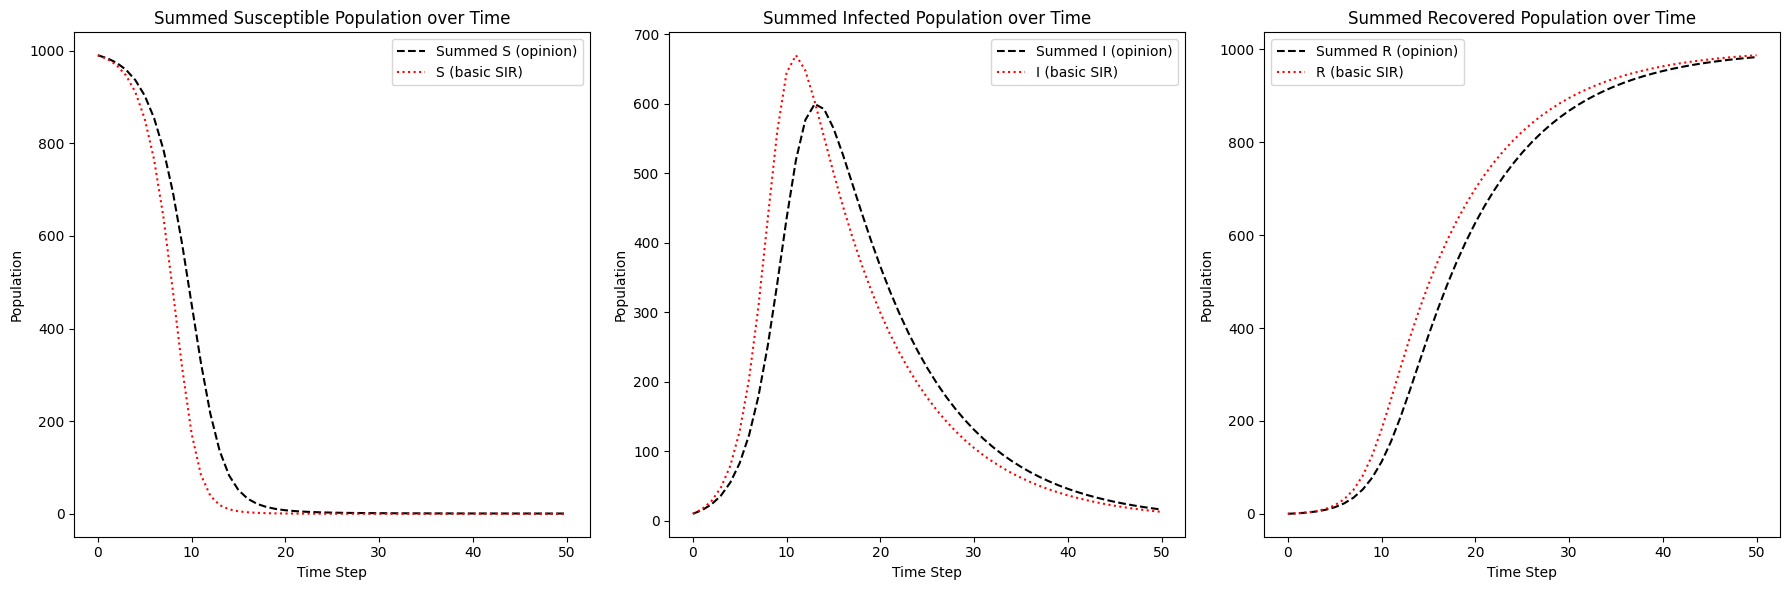 Summed Susceptible Population over Time
1000
800
600
400
200
0
0 10 20 30 40 50
Population
Time Step
Summed S (opinion)
S (basic SIR)
Summed Infected Population over Time
700
600
500
400
300
200
100
0
0 10 20 30 40 50
Population
Time Step
Summed I (opinion)
I (basic SIR)
Summed Recovered Population over Time
1000
800
600
400
200
0
0 10 20 30 40 50
Population
Time Step
Summed R (opinion)
R (basic SIR)